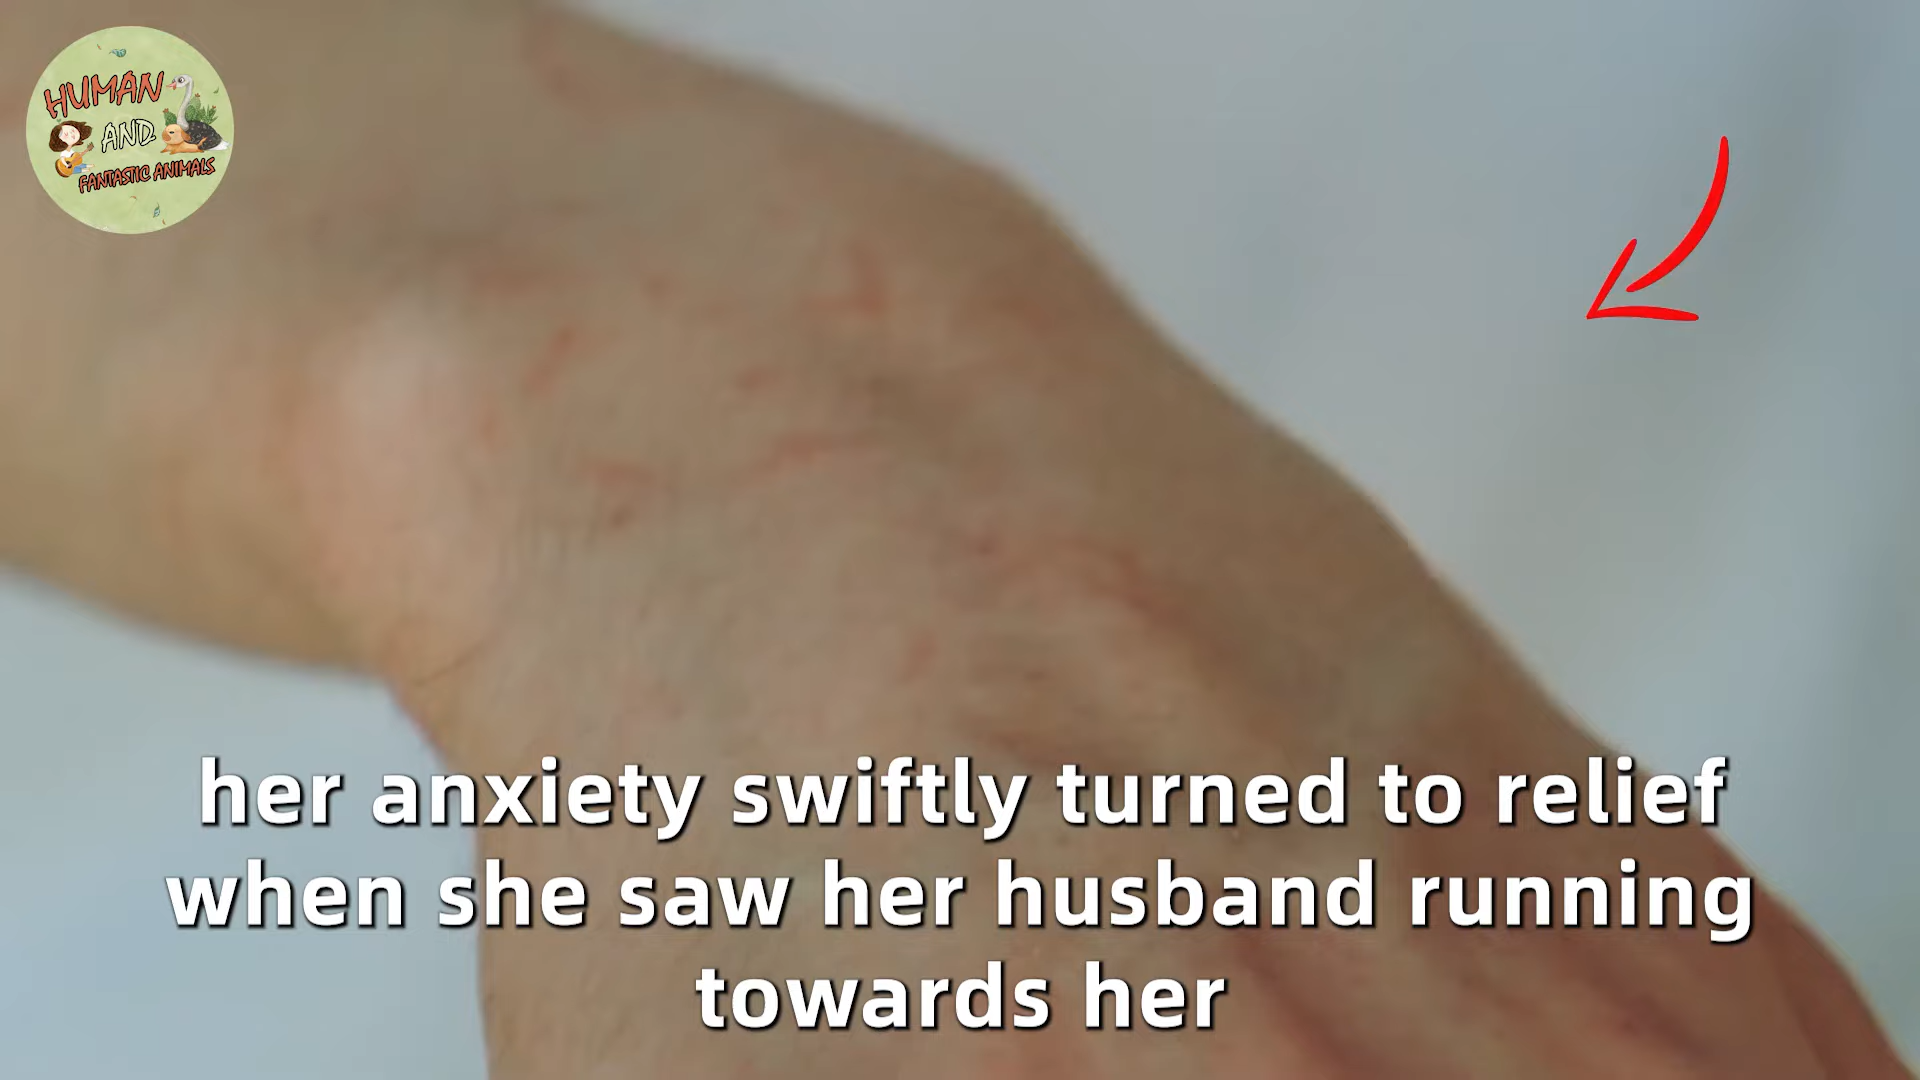 HUMAN
AND
FANTASTIC ANIMALS
her anxiety swiftly turned to relief
when she saw her husband running
towards her